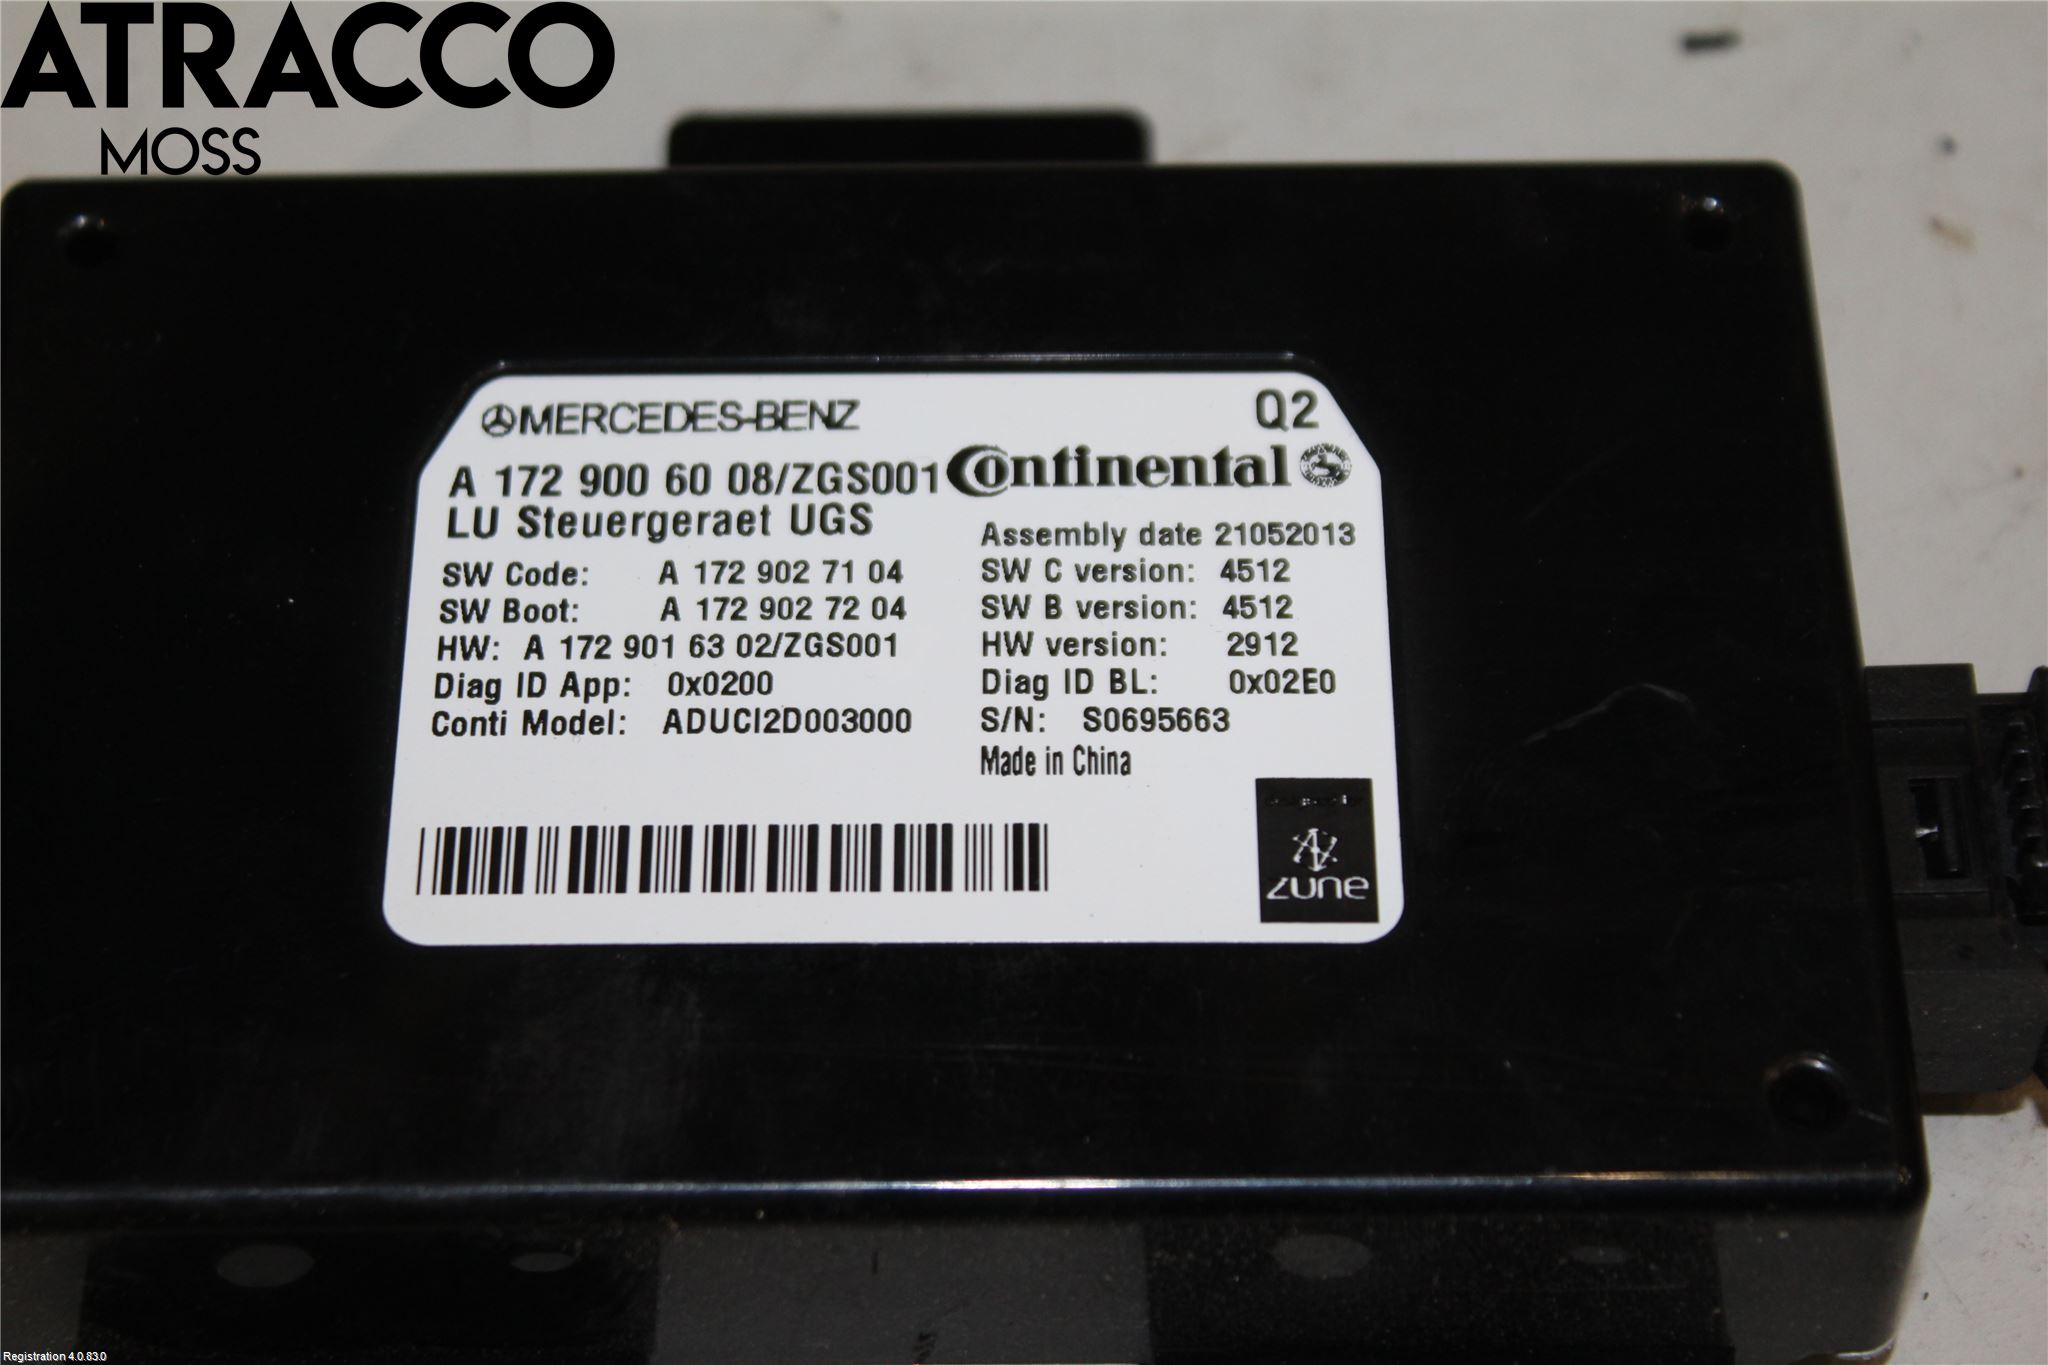 ATRACCO
MOSS
MERCEDES-BENZ
Q2
A 172 900 60 08/ZGS001
Continental
LU Steuergeraet UGS
Assembly date 21052013
SW Code: A 172 902 71 04
SW C version: 4512
SW Boot: A 172 902 72 04
SW B version: 4512
HW: A 172 901 63 02/ZGS001
HW version: 2912
Diag ID App: 0x0200
Diag ID BL: 0x02E0
Conti Model: ADUCI2D003000
S/N: S0695663
Made in China
zune
Registration 4.0.83.0